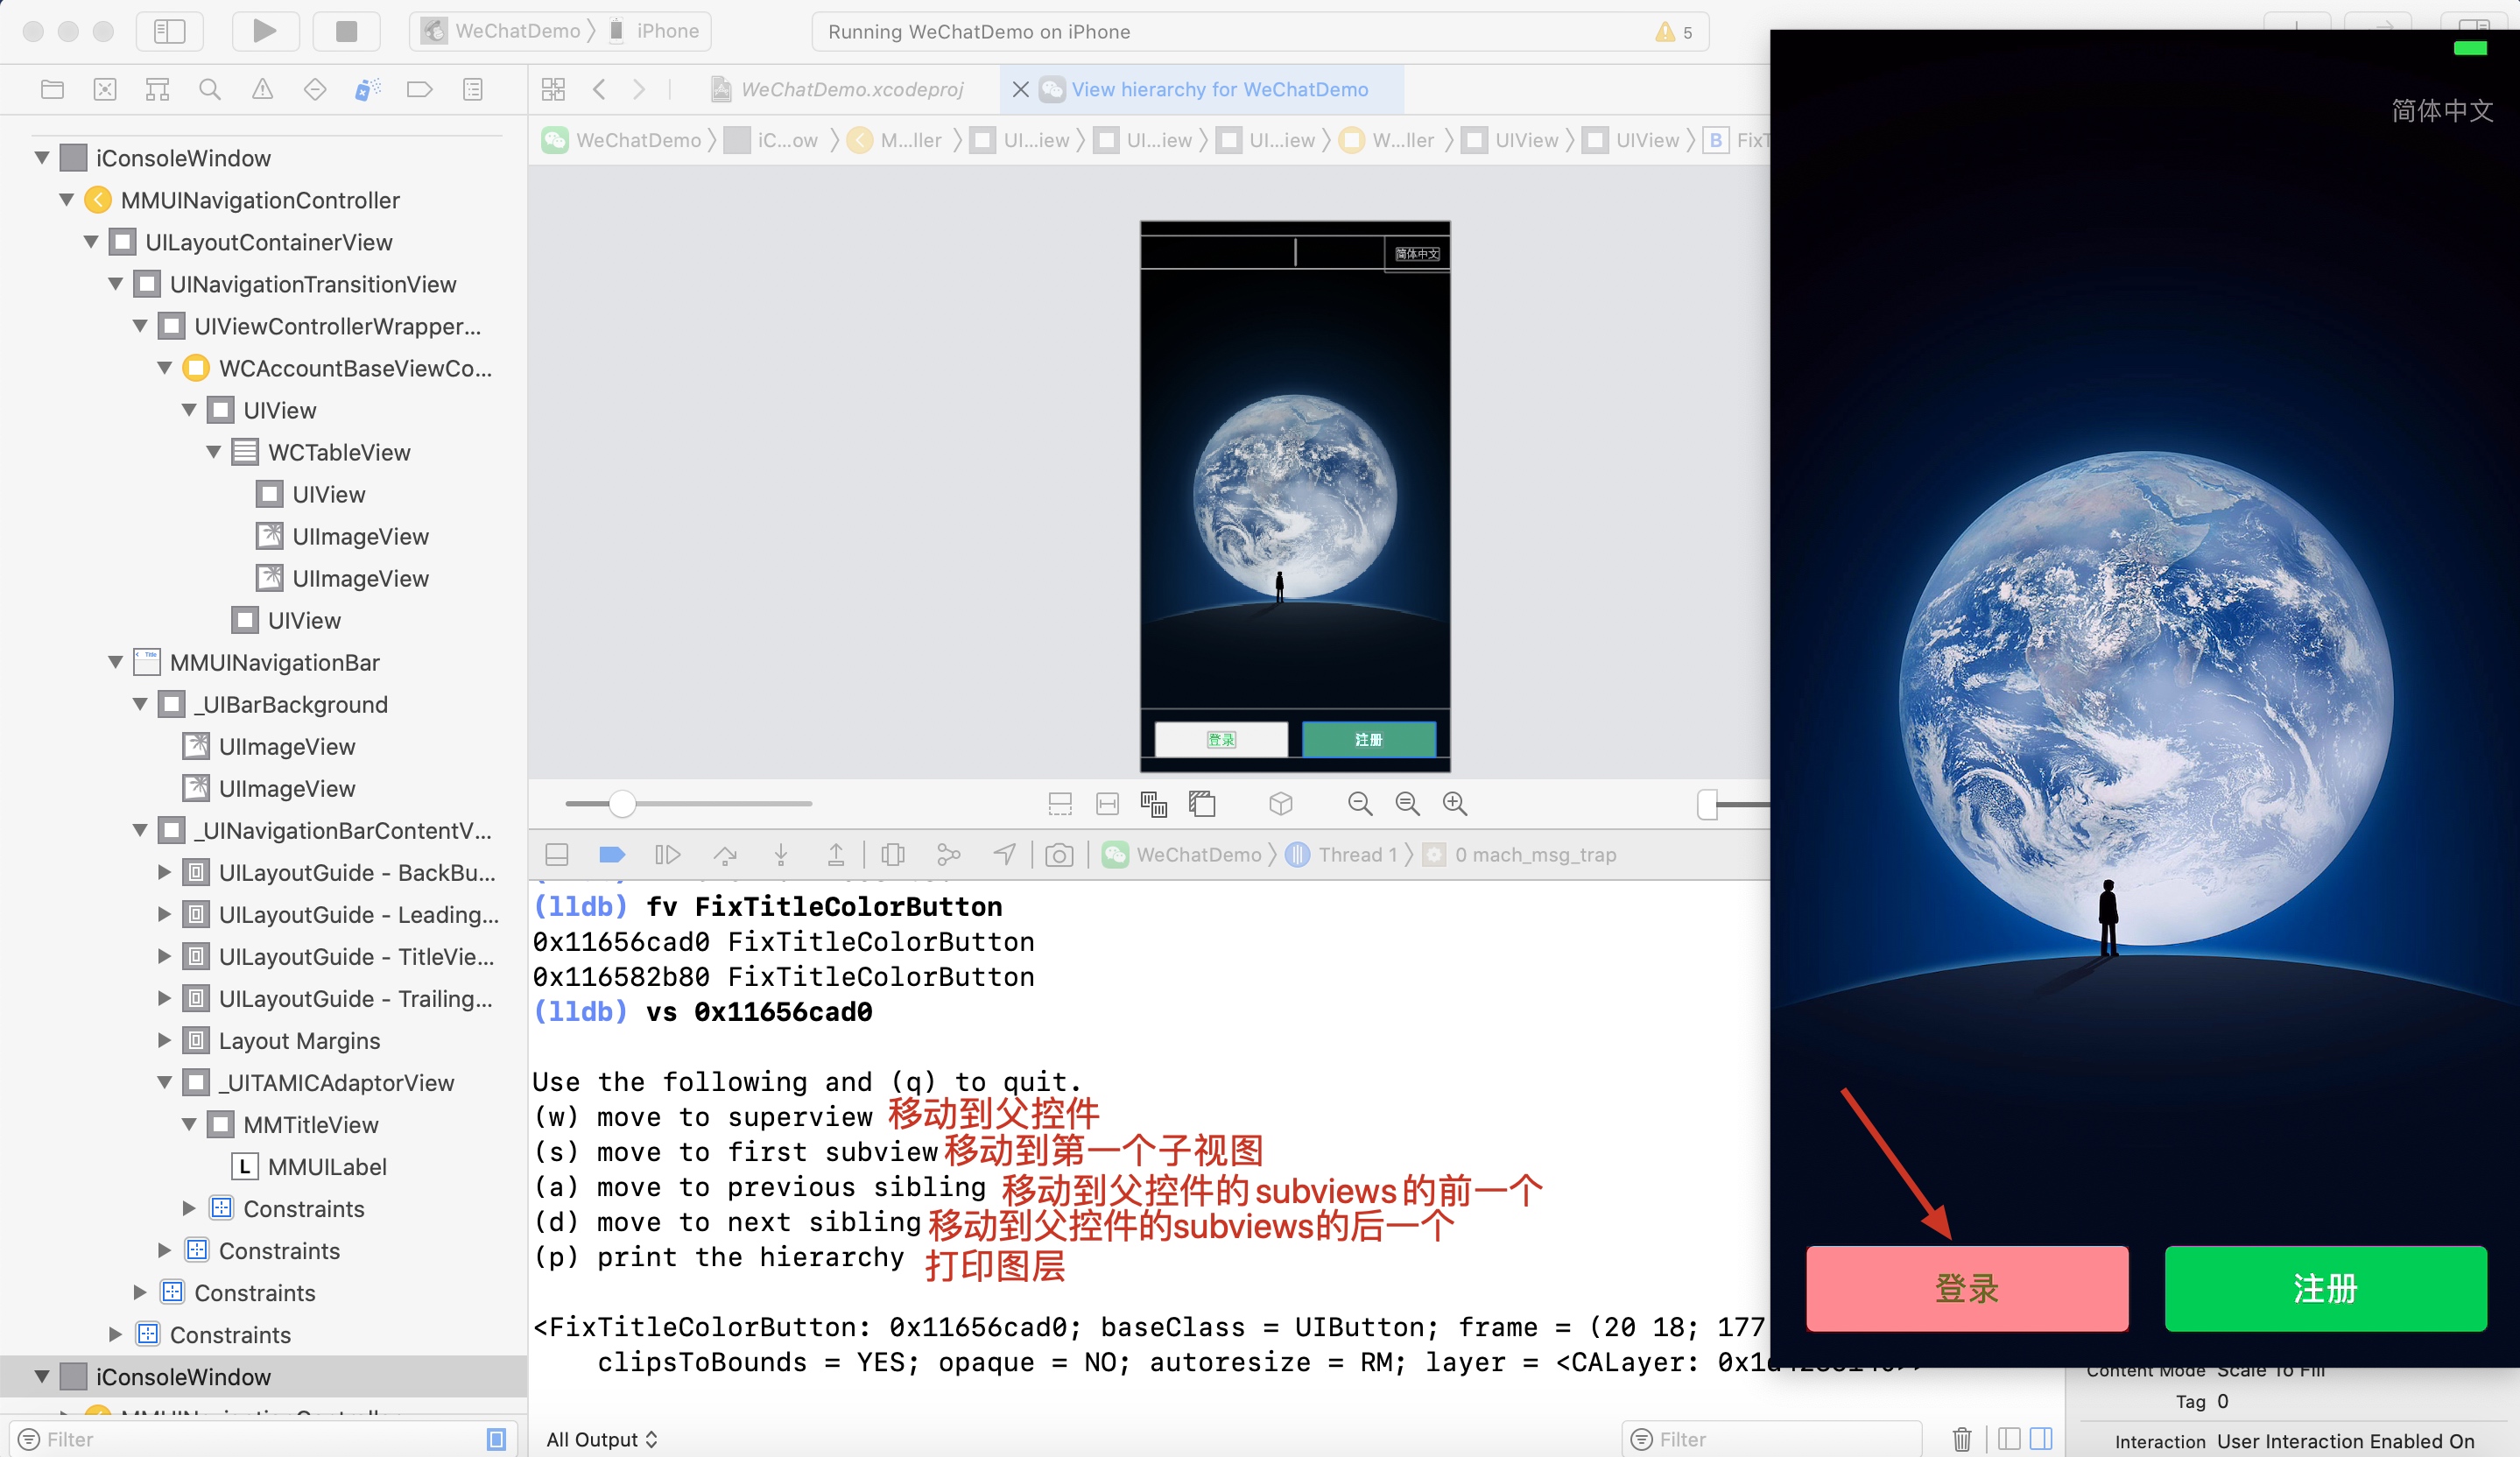 WeChatDemo
iPhone
Running WeChatDemo on iPhone
5
WeChatDemo.xcodeproj
View hierarchy for WeChatDemo
WeChatDemo
iC...ow
M...ller
UI...iew
UI...iew
UI...iew
W...ller
UIView
UIView
B
iConsoleWindow
MMUINavigationController
UILayoutContainerView
UINavigationTransitionView
UIViewControllerWrapper...
WCAccountBaseViewCo...
UIView
WCTableView
UIView
UIImageView
UIImageView
UIView
MMUINavigationBar
_UIBarBackground
UIImageView
UIImageView
_UINavigationBarContentV...
UILayoutGuide - BackBu...
UILayoutGuide - Leading...
UILayoutGuide - TitleVie...
UILayoutGuide - Trailing...
Layout Margins
_UITAMICAdaptorView
MMTitleView
L MMUILabel
Constraints
Constraints
Constraints
Constraints
iConsoleWindow
Filter
简体中文
登录
注册
WeChatDemo
Thread 1
0 mach_msg_trap
(lldb) fv FixTitleColorButton
0x11656cad0 FixTitleColorButton
0x116582b80 FixTitleColorButton
(lldb) vs 0x11656cad0
Use the following and (q) to quit.
(w) move to superview 移动到父控件
(s) move to first subview 移动到第一个子视图
(a) move to previous sibling 移动到父控件的subviews的前一个
(d) move to next sibling 移动到父控件的subviews的后一个
(p) print the hierarchy 打印图层
<FixTitleColorButton: 0x11656cad0; baseClass = UIButton; frame = (20 18; 177
clipsToBounds = YES; opaque = NO; autoresize = RM; layer = <CALayer:
All Output
Filter
简体中文
登录
注册
Content Mode Scale To Fill
Tag 0
Interaction User Interaction Enabled On